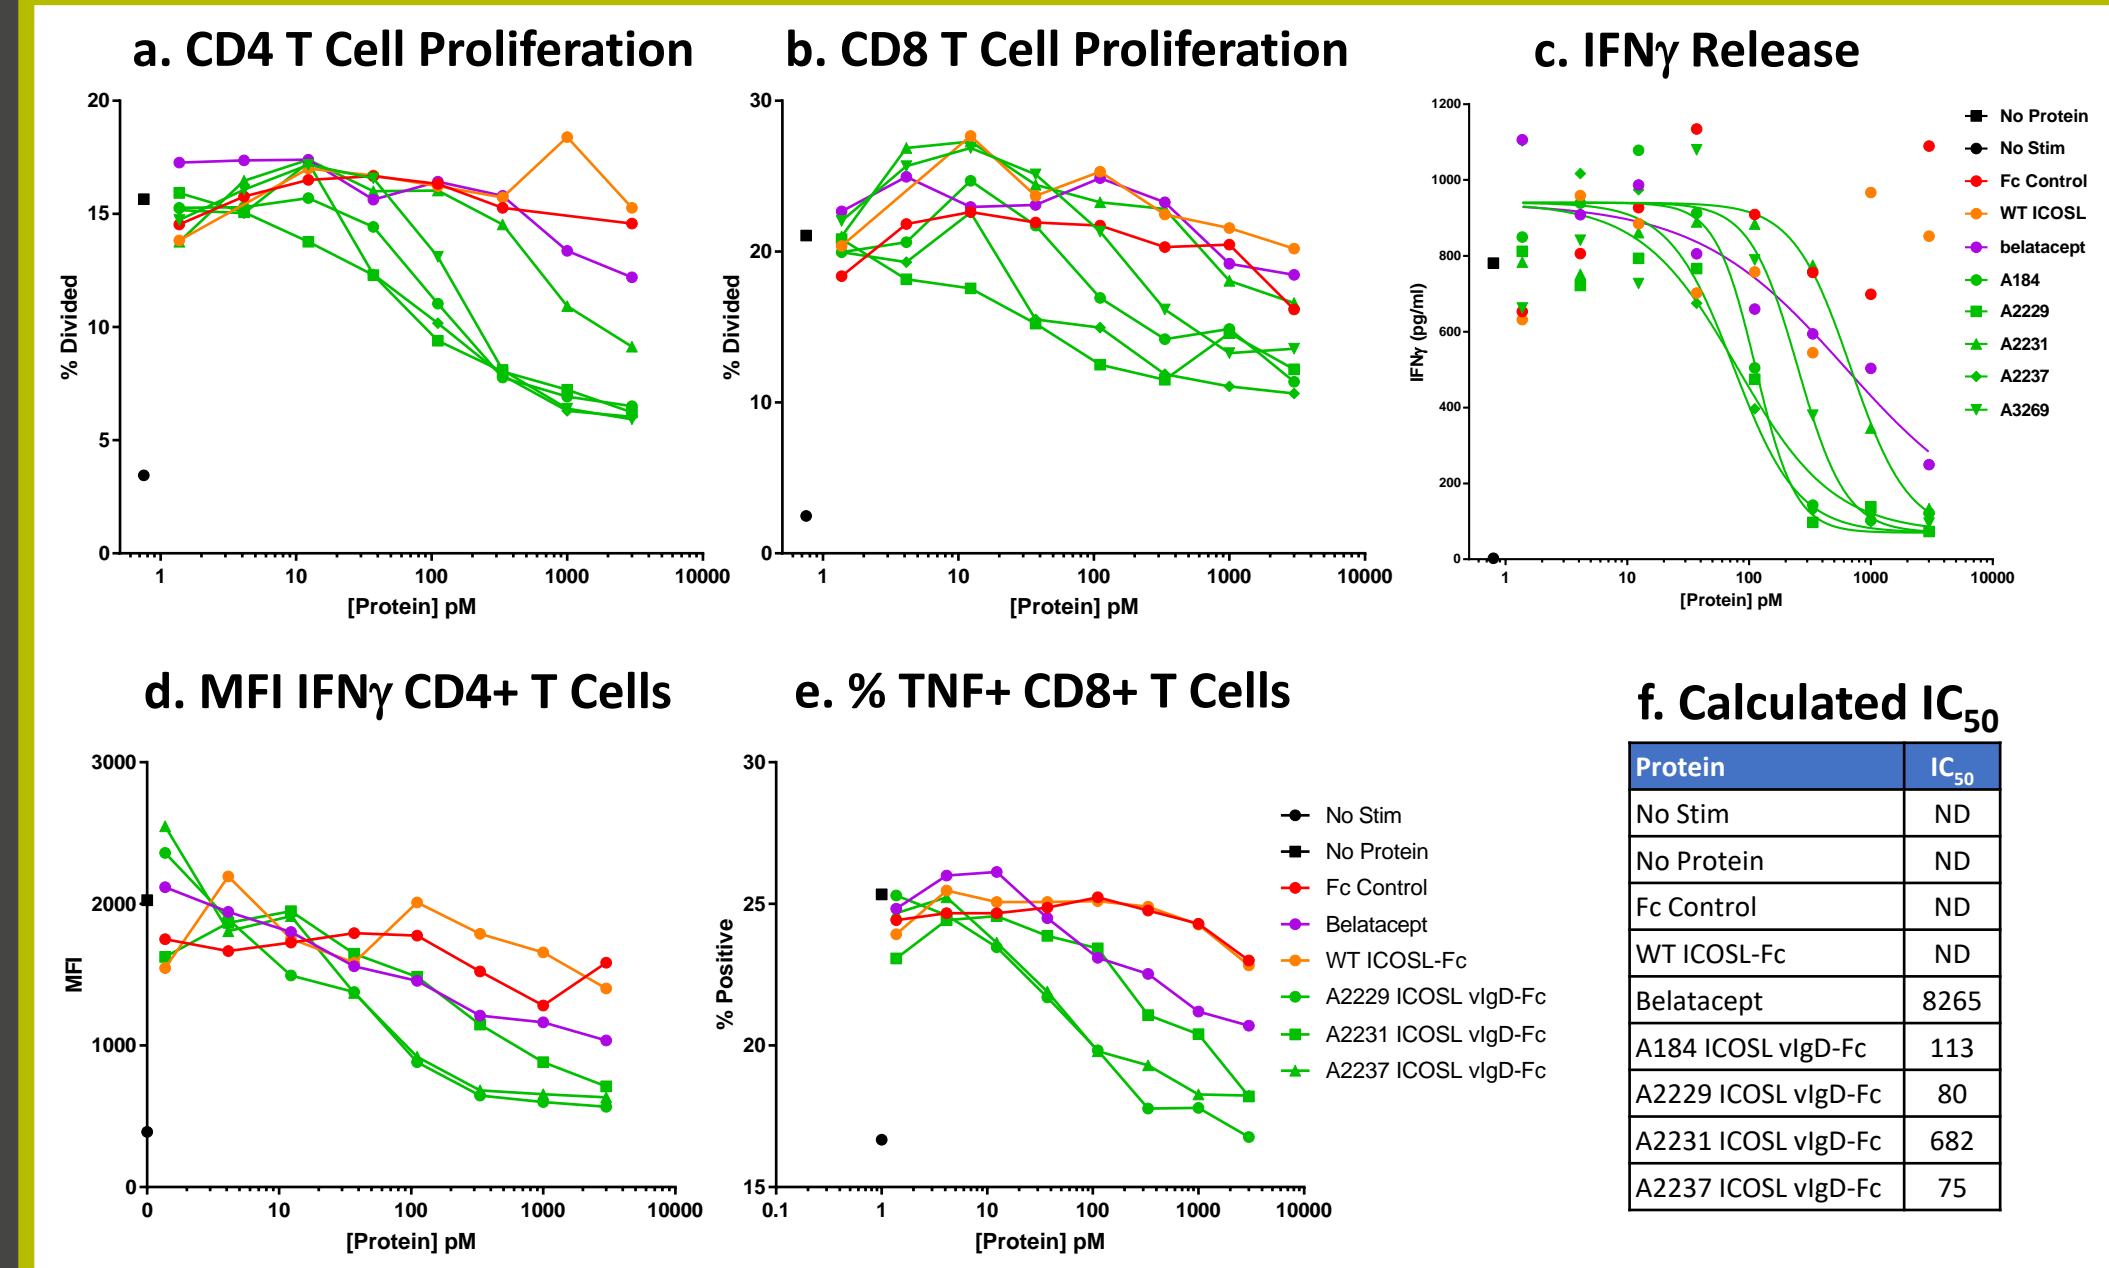 a. CD4 T Cell Proliferation
20
15
10
5
0
% Divided
1 10 100 1000 10000
[Protein] pM
b. CD8 T Cell Proliferation
30
20
10
0
% Divided
1 10 100 1000 10000
[Protein] pM
c. IFNγ Release
1200
1000
800
600
400
200
0
IFNγ (pg/ml)
1 10 100 1000 10000
[Protein] pM
No Protein
No Stim
Fc Control
WT ICOSL
belatacept
A184
A2229
A2231
A2237
A3269
d. MFI IFNγ CD4+ T Cells
3000
2000
1000
0
MFI
0 10 100 1000 10000
[Protein] pM
e. % TNF+ CD8+ T Cells
30
25
20
15
% Positive
0.1 1 10 100 1000 10000
[Protein] pM
No Stim
No Protein
Fc Control
Belatacept
WT ICOSL-Fc
A2229 ICOSL vIgD-Fc
A2231 ICOSL vIgD-Fc
A2237 ICOSL vIgD-Fc
f. Calculated IC50
Protein IC50
No Stim ND
No Protein ND
Fc Control ND
WT ICOSL-Fc ND
Belatacept 8265
A184 ICOSL vIgD-Fc 113
A2229 ICOSL vIgD-Fc 80
A2231 ICOSL vIgD-Fc 682
A2237 ICOSL vIgD-Fc 75